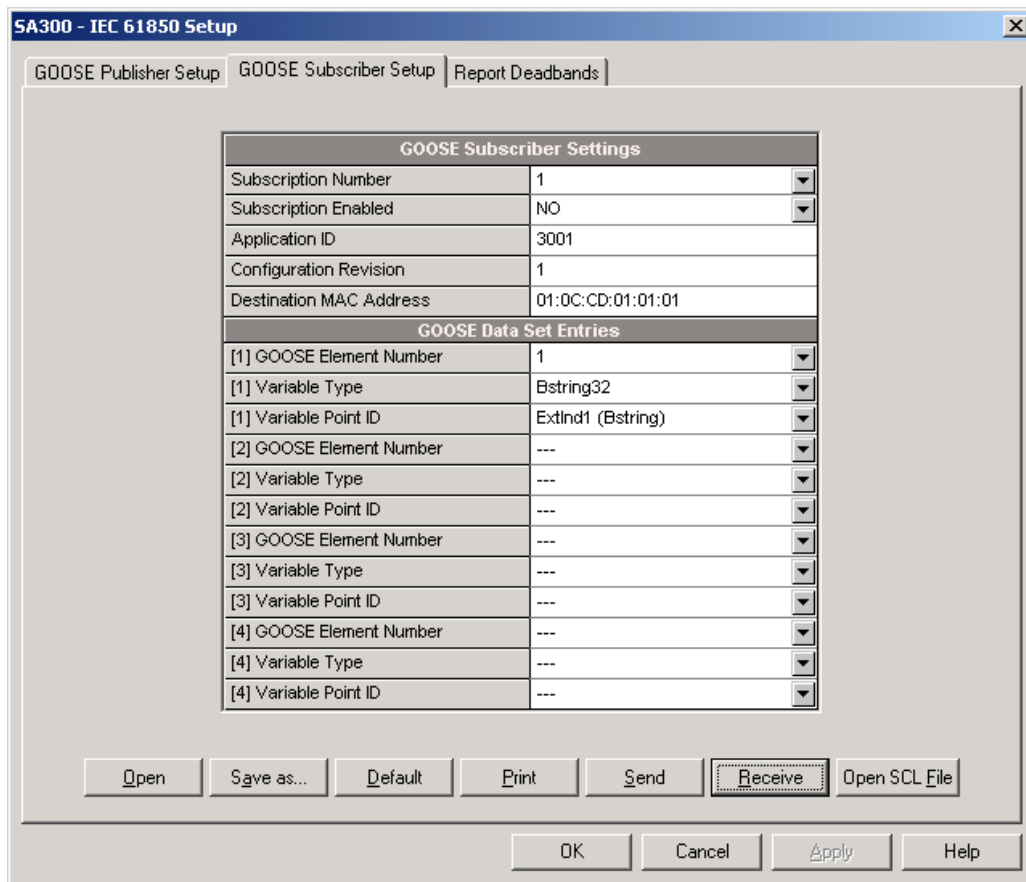 SA300 - IEC 61850 Setup
GOOSE Publisher Setup GOOSE Subscriber Setup Report Deadbands
GOOSE Subscriber Settings
Subscription Number 1
Subscription Enabled NO
Application ID 3001
Configuration Revision 1
Destination MAC Address 01:0C:CD:01:01:01
GOOSE Data Set Entries
[1] GOOSE Element Number 1
[1] Variable Type Bstring32
[1] Variable Point ID ExtInd1 (Bstring)
[2] GOOSE Element Number ---
[2] Variable Type ---
[2] Variable Point ID ---
[3] GOOSE Element Number ---
[3] Variable Type ---
[3] Variable Point ID ---
[4] GOOSE Element Number ---
[4] Variable Type ---
[4] Variable Point ID ---
Open Save as... Default Print Send Receive Open SCL File
OK Cancel Apply Help